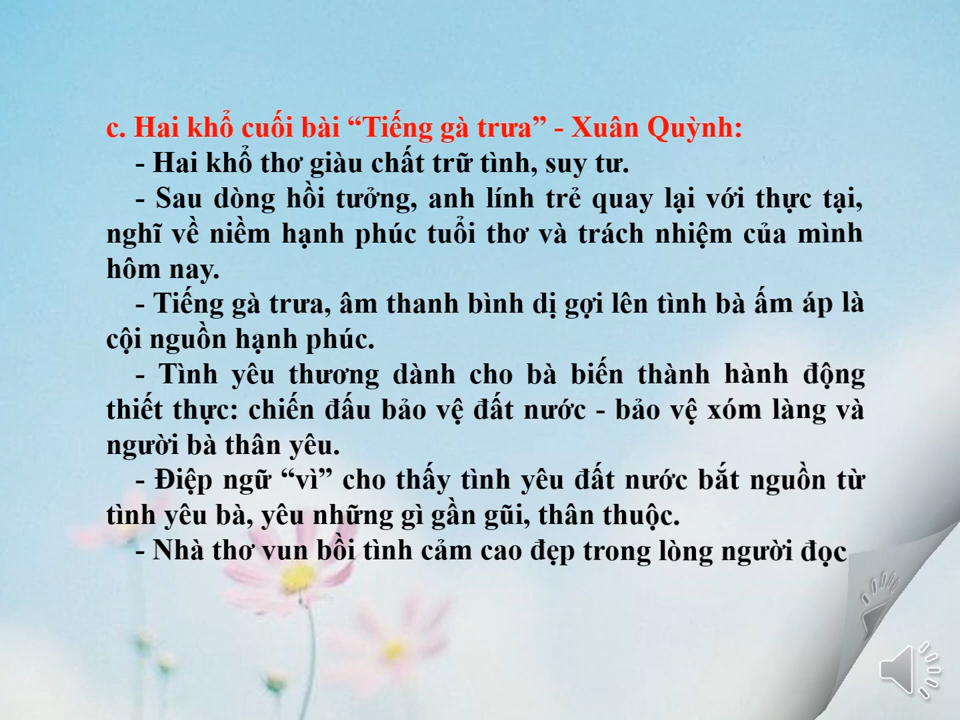 c. Hai khổ cuối bài “Tiếng gà trưa” - Xuân Quỳnh:
- Hai khổ thơ giàu chất trữ tình, suy tư.
- Sau dòng hồi tưởng, anh lính trẻ quay lại với thực tại,
nghĩ về niềm hạnh phúc tuổi thơ và trách nhiệm của mình
hôm nay.
- Tiếng gà trưa, âm thanh bình dị gợi lên tình bà ấm áp là
cội nguồn hạnh phúc.
- Tình yêu thương dành cho bà biến thành hành động
thiết thực: chiến đấu bảo vệ đất nước - bảo vệ xóm làng và
người bà thân yêu.
- Điệp ngữ “vì” cho thấy tình yêu đất nước bắt nguồn từ
tình yêu bà, yêu những gì gần gũi, thân thuộc.
- Nhà thơ vun bồi tình cảm cao đẹp trong lòng người đọc